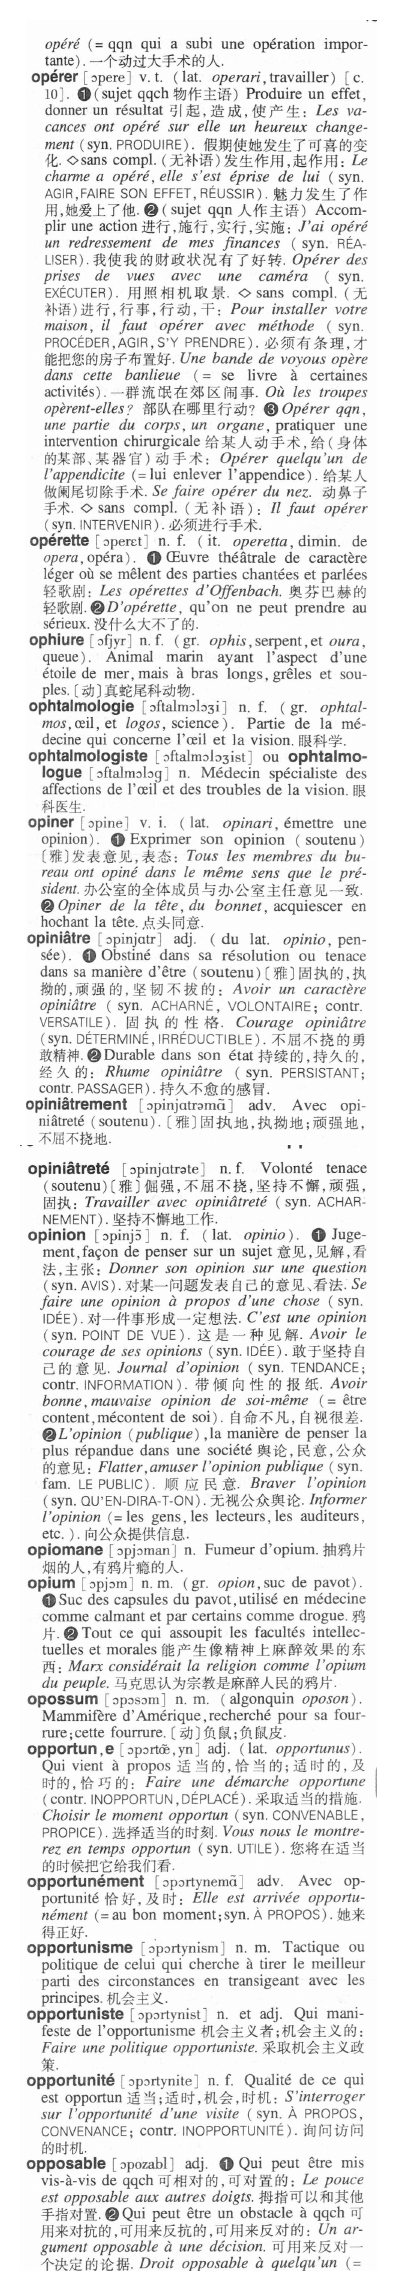 opéré (= qqn qui a subi une opération impor-
tante). 一个动过大手术的人.
opérer [ɔpere] v. t. (lat. operari, travailler) [c.
10]. ❶(sujet qqch 物作主语) Produire un effet,
donner un résultat 引起,造成,使产生: Les va-
cances ont opéré sur elle un heureux change-
ment (syn. PRODUIRE). 假期使她发生了可喜的变
化. ◇sans compl. (无补语)发生作用,起作用: Le
charme a opéré, elle s'est éprise de lui (syn.
AGIR, FAIRE SON EFFET, RÉUSSIR). 魅力发生了作
用,她爱上了他. ❷(sujet qqn 人作主语) Accom-
plir une action 进行,施行,实行,实施: J'ai opéré
un redressement de mes finances (syn. RÉA-
LISER). 我使我的财政状况有了好转. Opérer des
prises de vues avec une caméra (syn.
EXÉCUTER). 用照相机取景. ◇ sans compl. (无
补语)进行,行事,行动,干: Pour installer votre
maison, il faut opérer avec méthode (syn.
PROCÉDER, AGIR, S'Y PRENDRE). 必须有条理,才
能把您的房子布置好. Une bande de voyous opère
dans cette banlieue (= se livre à certaines
activités). 一群流氓在郊区闹事. Où les troupes
opèrent-elles? 部队在哪里行动? ❸ Opérer qqn,
une partie du corps, un organe, pratiquer une
intervention chirurgicale 给某人动手术,给(身体
的某部、某器官)动手术: Opérer quelqu'un de
l'appendicite (= lui enlever l'appendice). 给某人
做阑尾切除手术. Se faire opérer du nez. 动鼻子
手术. ◇ sans compl. (无补语): Il faut opérer
(syn. INTERVENIR). 必须进行手术.
opérette [ɔperɛt] n. f. (it. operetta, dimin. de
opera, opéra). ❶ Œuvre théâtrale de caractère
léger où se mêlent des parties chantées et parlées
轻歌剧: Les opérettes d'Offenbach. 奥芬巴赫的
轻歌剧. ❷D'opérette, qu'on ne peut prendre au
sérieux. 没什么大不了的.
ophiure [ɔfjyr] n. f. (gr. ophis, serpent, et oura,
queue). Animal marin ayant l'aspect d'une
étoile de mer, mais à bras longs, grêles et sou-
ples. [动]真蛇尾科动物.
ophtalmologie [ɔftalmɔlɔʒi] n. f. (gr. ophtal-
mos, œil, et logos, science). Partie de la mé-
decine qui concerne l'œil et la vision. 眼科学.
ophtalmologiste [ɔftalmɔlɔʒist] ou ophtalmo-
logue [ɔftalmɔlɔg] n. Médecin spécialiste des
affections de l'œil et des troubles de la vision. 眼
科医生.
opiner [ɔpine] v. i. (lat. opinari, émettre une
opinion). ❶ Exprimer son opinion (soutenu)
〔雅〕发表意见,表态: Tous les membres du bu-
reau ont opiné dans le même sens que le pré-
sident. 办公室的全体成员与办公室主任意见一致.
❷ Opiner de la tête, du bonnet, acquiescer en
hochant la tête. 点头同意.
opiniâtre [ɔpinjatr] adj. (du lat. opinio, pen-
sée). ❶ Obstiné dans sa résolution ou tenace
dans sa manière d'être (soutenu)〔雅〕固执的,执
拗的,顽强的,坚韧不拔的: Avoir un caractère
opiniâtre (syn. ACHARNÉ, VOLONTAIRE; contr.
VERSATILE). 固执的性格. Courage opiniâtre
(syn. DÉTERMINÉ, IRRÉDUCTIBLE). 不屈不挠的勇
敢精神. ❷Durable dans son état 持续的,持久的,
经久的: Rhume opiniâtre (syn. PERSISTANT;
contr. PASSAGER). 持久不愈的感冒.
opiniâtrement [ɔpinjatrəmɑ̃] adv. Avec opi-
niâtreté (soutenu). 〔雅〕固执地,执拗地;顽强地,
不屈不挠地.
opiniâtreté [ɔpinjatrəte] n. f. Volonté tenace
(soutenu)〔雅〕倔强,不屈不挠,坚持不懈,顽强,
固执: Travailler avec opiniâtreté (syn. ACHAR-
NEMENT). 坚持不懈地工作.
opinion [ɔpinjɔ̃] n. f. (lat. opinio). ❶ Juge-
ment, façon de penser sur un sujet 意见,见解,看
法,主张: Donner son opinion sur une question
(syn. AVIS). 对某一问题发表自己的意见、看法. Se
faire une opinion à propos d'une chose (syn.
IDÉE). 对一件事形成一定想法. C'est une opinion
(syn. POINT DE VUE). 这是一种见解. Avoir le
courage de ses opinions (syn. IDÉE). 敢于坚持自
己的意见. Journal d'opinion (syn. TENDANCE;
contr. INFORMATION). 带倾向性的报纸. Avoir
bonne, mauvaise opinion de soi-même (= être
content, mécontent de soi). 自命不凡,自视很差.
❷L'opinion (publique), la manière de penser la
plus répandue dans une société 舆论,民意,公众
的意见: Flatter, amuser l'opinion publique (syn.
fam. LE PUBLIC). 顺应民意. Braver l'opinion
(syn. QU'EN-DIRA-T-ON). 无视公众舆论. Informer
l'opinion (= les gens, les lecteurs, les auditeurs,
etc.). 向公众提供信息.
opiomane [ɔpjɔman] n. Fumeur d'opium. 抽鸦片
烟的人,有鸦片瘾的人.
opium [ɔpjɔm] n. m. (gr. opion, suc de pavot).
❶Suc des capsules du pavot, utilisé en médecine
comme calmant et par certains comme drogue. 鸦
片. ❷ Tout ce qui assoupit les facultés intellec-
tuelles et morales 能产生像精神上麻醉效果的东
西: Marx considérait la religion comme l'opium
du peuple. 马克思认为宗教是麻醉人民的鸦片.
opossum [ɔpɔsɔm] n. m. (algonquin oposon).
Mammifère d'Amérique, recherché pour sa four-
rure; cette fourrure. [动]负鼠;负鼠皮.
opportun, e [ɔpɔrtœ̃, yn] adj. (lat. opportunus).
Qui vient à propos 适当的,恰当的;适时的,及
时的,恰巧的: Faire une démarche opportune
(contr. INOPPORTUN, DÉPLACÉ). 采取适当的措施.
Choisir le moment opportun (syn. CONVENABLE,
PROPICE). 选择适当的时刻. Vous nous le montre-
rez en temps opportun (syn. UTILE). 您将在适当
的时候把它给我们看.
opportunément [ɔpɔrtynemɑ̃] adv. Avec op-
portunité 恰好,及时: Elle est arrivée opportu-
nément (= au bon moment; syn. À PROPOS). 她来
得正好.
opportunisme [ɔpɔrtynism] n. m. Tactique ou
politique de celui qui cherche à tirer le meilleur
parti des circonstances en transigeant avec les
principes. 机会主义.
opportuniste [ɔpɔrtynist] n. et adj. Qui mani-
feste de l'opportunisme 机会主义者;机会主义的:
Faire une politique opportuniste. 采取机会主义政
策.
opportunité [ɔpɔrtynite] n. f. Qualité de ce qui
est opportun 适当;适时,机会,时机: S'interroger
sur l'opportunité d'une visite (syn. À PROPOS,
CONVENANCE; contr. INOPPORTUNITÉ). 询问访问
的时机.
opposable [ɔpozabl] adj. ❶ Qui peut être mis
vis-à-vis de qqch 可相对的,可对置的: Le pouce
est opposable aux autres doigts. 拇指可以和其他
手指对置. ❷Qui peut être un obstacle à qqch 可
用来对抗的,可用来反抗的,可用来反对的: Un ar-
gument opposable à une décision. 可用来反对一
个决定的论据. Droit opposable à quelqu'un (=